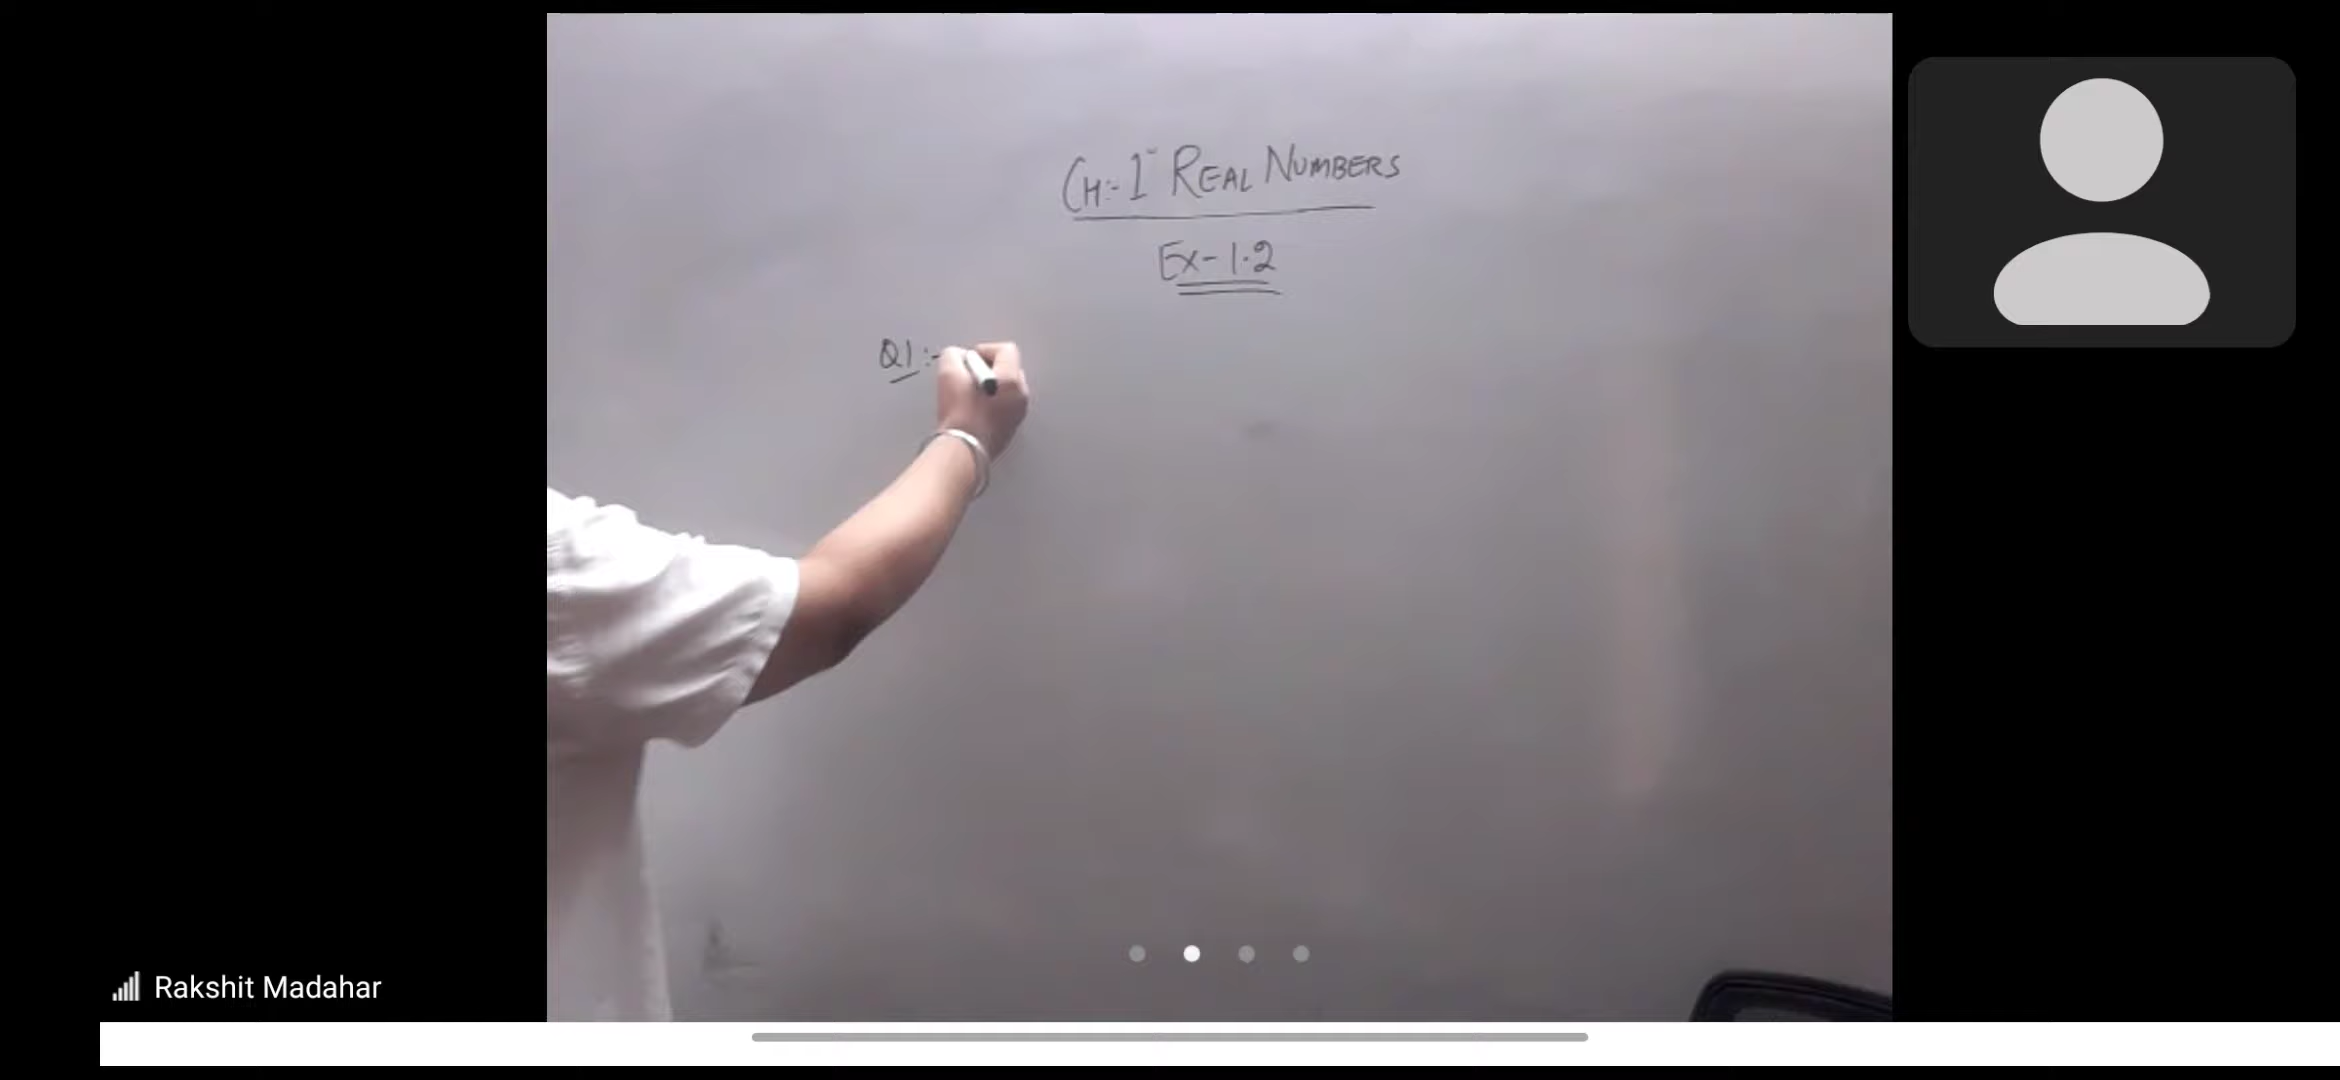 CH:- 1 REAL NUMBERS
Ex- 1.2
Q1 :-
Rakshit Madahar